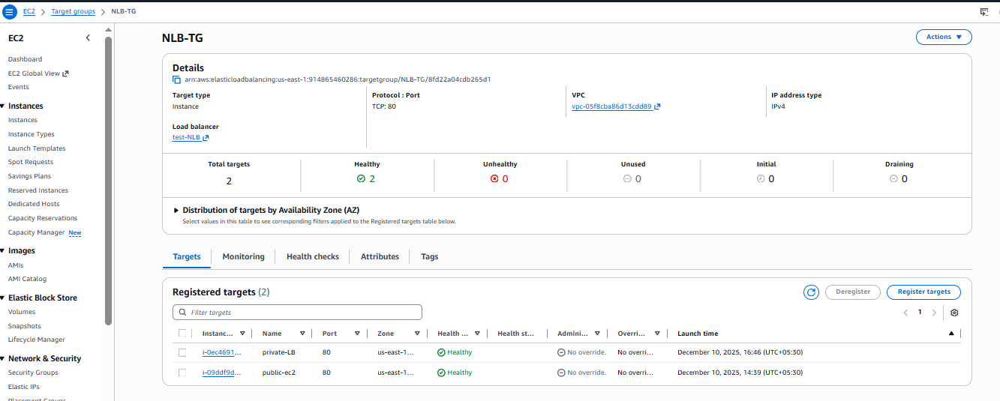 EC2 > Target groups > NLB-TG
EC2
Dashboard
EC2 Global View
Events
Instances
Instances
Instance Types
Launch Templates
Spot Requests
Savings Plans
Reserved Instances
Dedicated Hosts
Capacity Reservations
Capacity Manager New
Images
AMIs
AMI Catalog
Elastic Block Store
Volumes
Snapshots
Lifecycle Manager
Network & Security
Security Groups
Elastic IPs
Placement Groups
NLB-TG
Actions
Details
arn:aws:elasticloadbalancing:us-east-1:914865460286:targetgroup/NLB-TG/8fd22a04cdb265d1
Target type
Instance
Protocol : Port
TCP: 80
VPC
vpc-05f8cba86d13cdd89
IP address type
IPv4
Load balancer
test-NLB
Total targets
2
Healthy
2
Unhealthy
0
Unused
0
Initial
0
Draining
0
Distribution of targets by Availability Zone (AZ)
Select values in this table to see corresponding filters applied to the Registered targets table below.
Targets Monitoring Health checks Attributes Tags
Registered targets (2)
Deregister
Register targets
Filter targets
1
Instanc... Name Port Zone Health ... Health st... Admini... Overri... Launch time
i-0ec4691... private-LB 80 us-east-1... Healthy No override. No overri... December 10, 2025, 16:46 (UTC+05:30)
i-09ddf9d... public-ec2 80 us-east-1... Healthy No override. No overri... December 10, 2025, 14:39 (UTC+05:30)